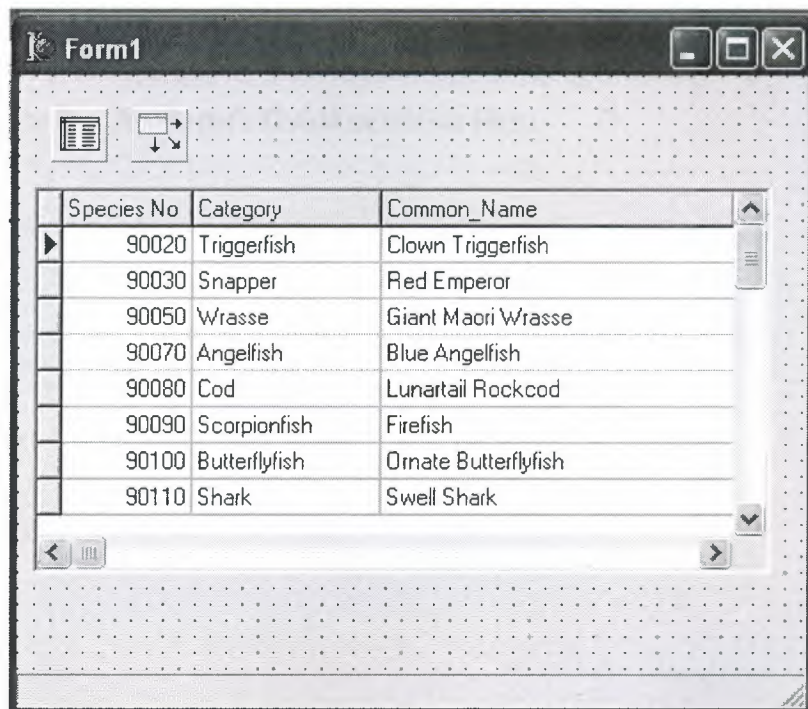 Form1
Species No Category Common_Name
90020 Triggerfish Clown Triggerfish
90030 Snapper Red Emperor
90050 Wrasse Giant Maori Wrasse
90070 Angelfish Blue Angelfish
90080 Cod Lunartail Rockcod
90090 Scorpionfish Firefish
90100 Butterflyfish Ornate Butterflyfish
90110 Shark Swell Shark